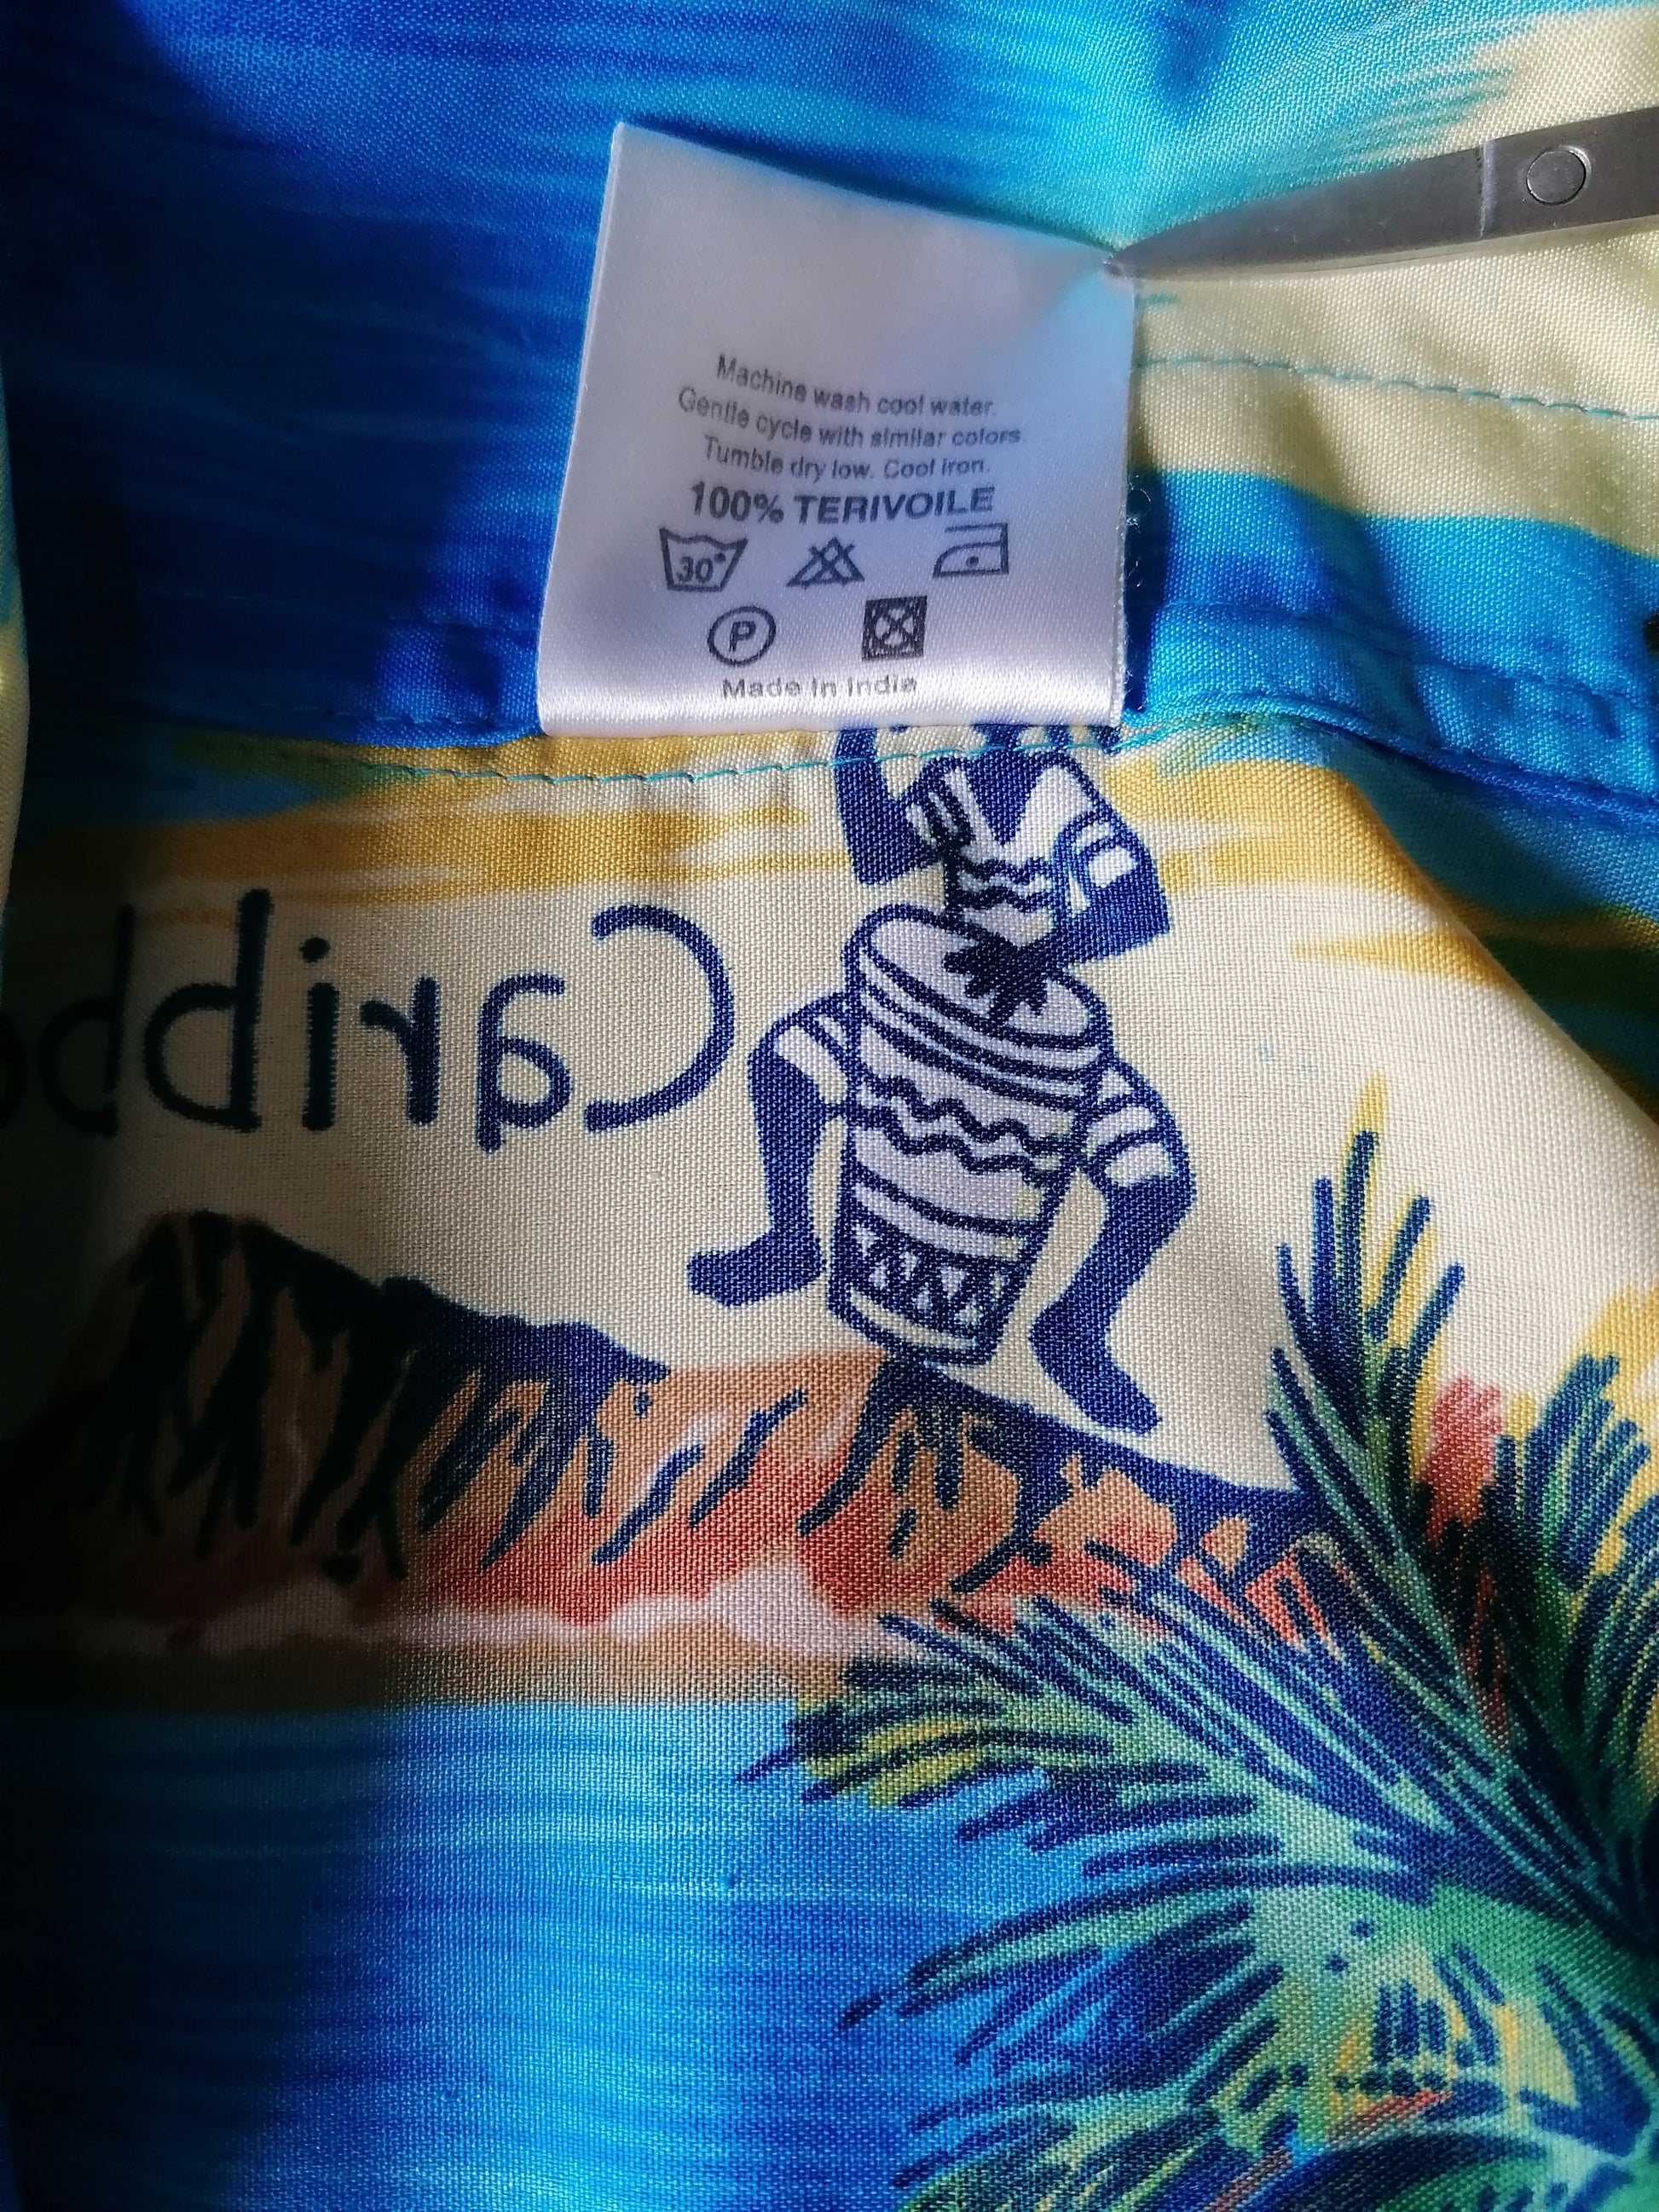 Machine wash cool water.
Gentle cycle with similar colors.
Tumble dry low. Cool iron.
100% TERIVOILE
30°
P
Made in India
Caribbe